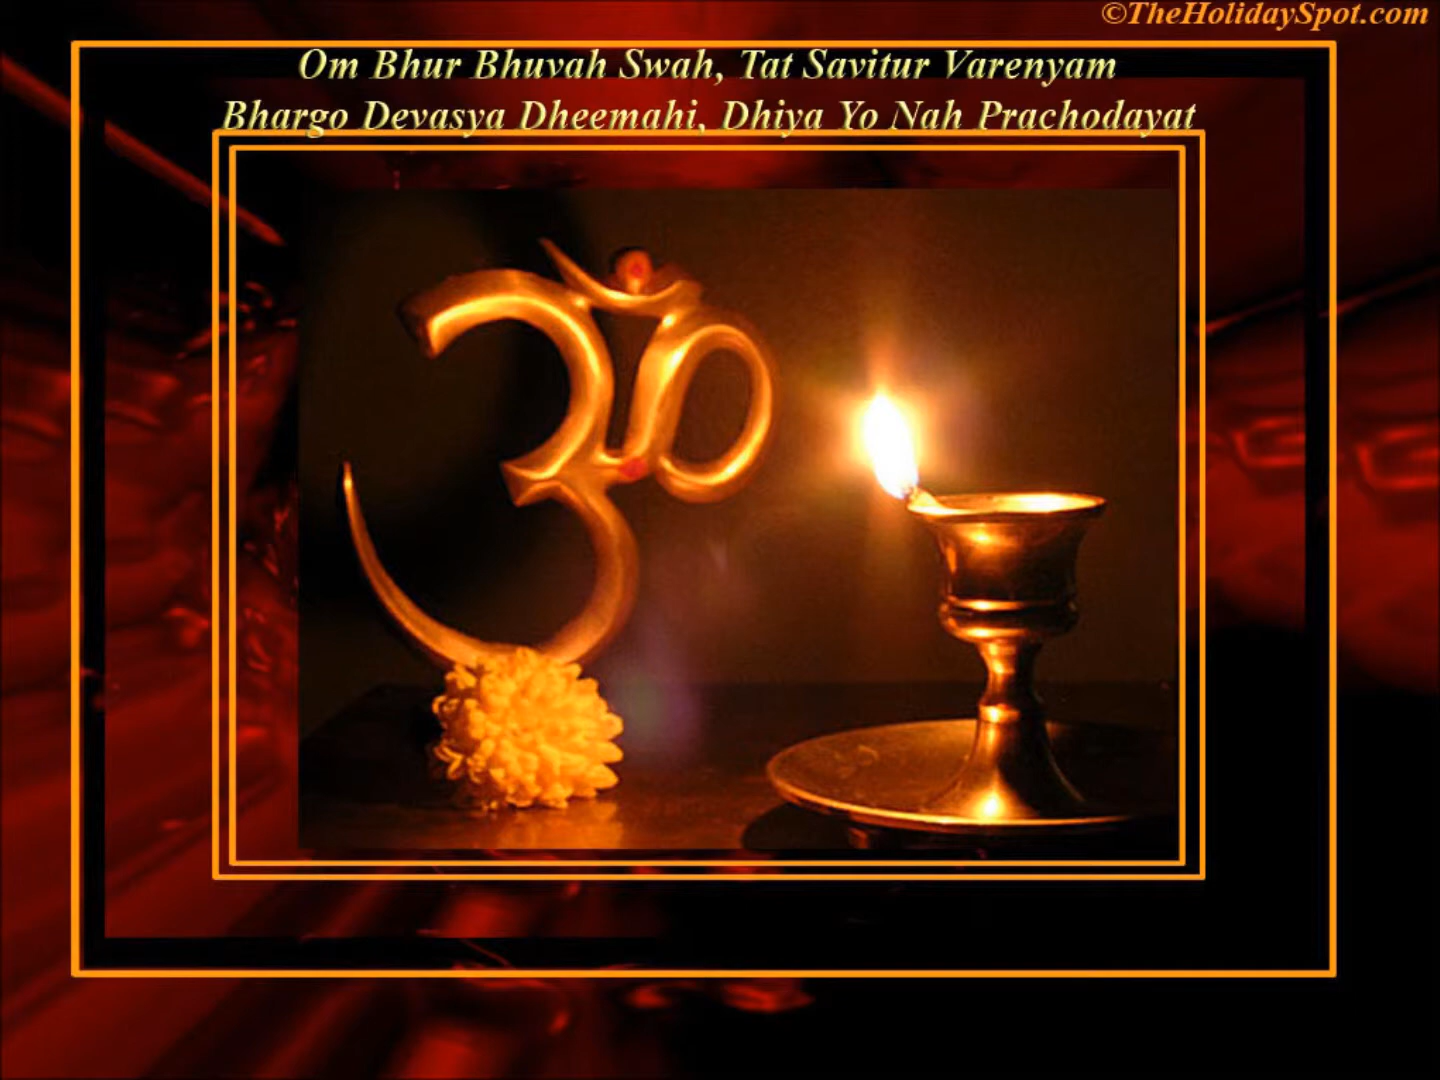 ©TheHolidaySpot.com
Om Bhur Bhuvah Swah, Tat Savitur Varenyam
Bhargo Devasya Dheemahi, Dhiya Yo Nah Prachodayat
ॐ